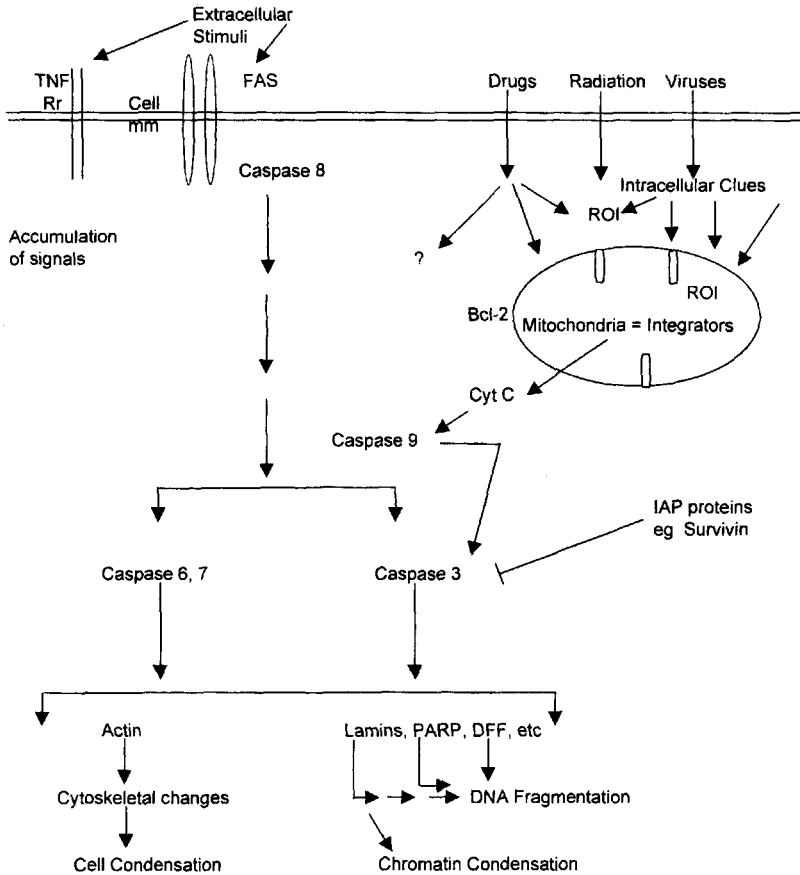 Extracellular
Stimuli
TNF
Rr
Cell
mm
FAS
Drugs
Radiation
Viruses
Caspase 8
Intracellular Clues
ROI
Accumulation
of signals
?
ROI
Bcl-2
Mitochondria = Integrators
Cyt C
Caspase 9
IAP proteins
eg Survivin
Caspase 6, 7
Caspase 3
Actin
Lamins, PARP, DFF, etc
Cytoskeletal changes
DNA Fragmentation
Cell Condensation
Chromatin Condensation